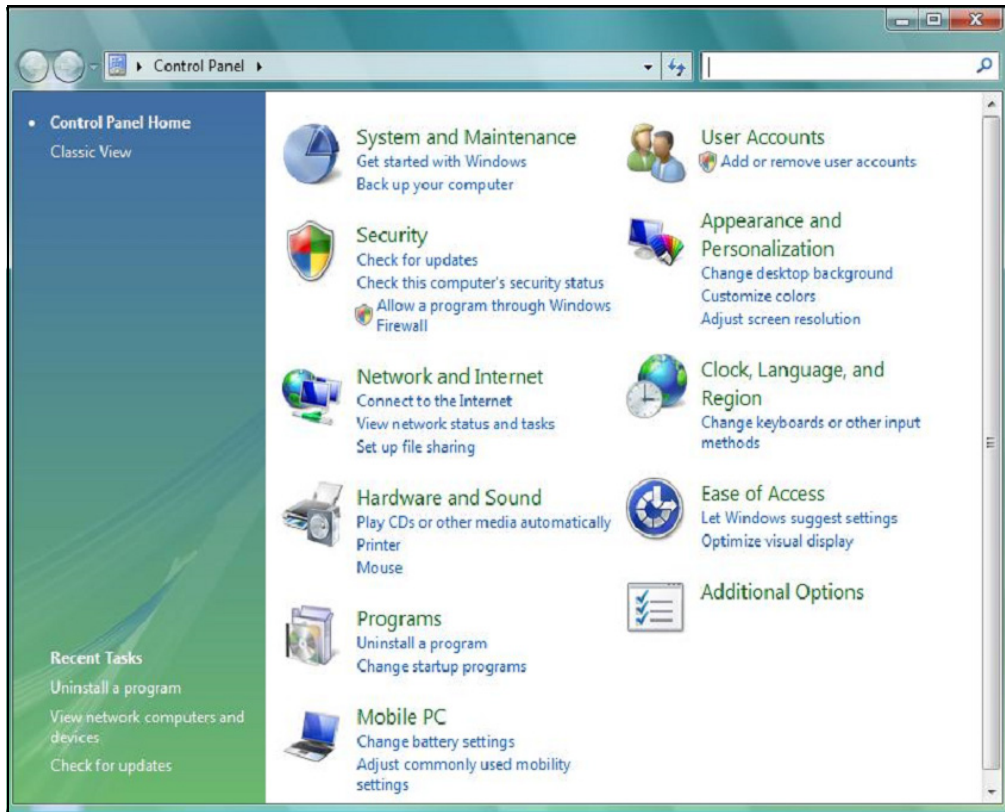 Control Panel
Control Panel Home
Classic View
Recent Tasks
Uninstall a program
View network computers and
devices
Check for updates
System and Maintenance
Get started with Windows
Back up your computer
Security
Check for updates
Check this computer's security status
Allow a program through Windows
Firewall
Network and Internet
Connect to the Internet
View network status and tasks
Set up file sharing
Hardware and Sound
Play CDs or other media automatically
Printer
Mouse
Programs
Uninstall a program
Change startup programs
Mobile PC
Change battery settings
Adjust commonly used mobility
settings
User Accounts
Add or remove user accounts
Appearance and
Personalization
Change desktop background
Customize colors
Adjust screen resolution
Clock, Language, and
Region
Change keyboards or other input
methods
Ease of Access
Let Windows suggest settings
Optimize visual display
Additional Options